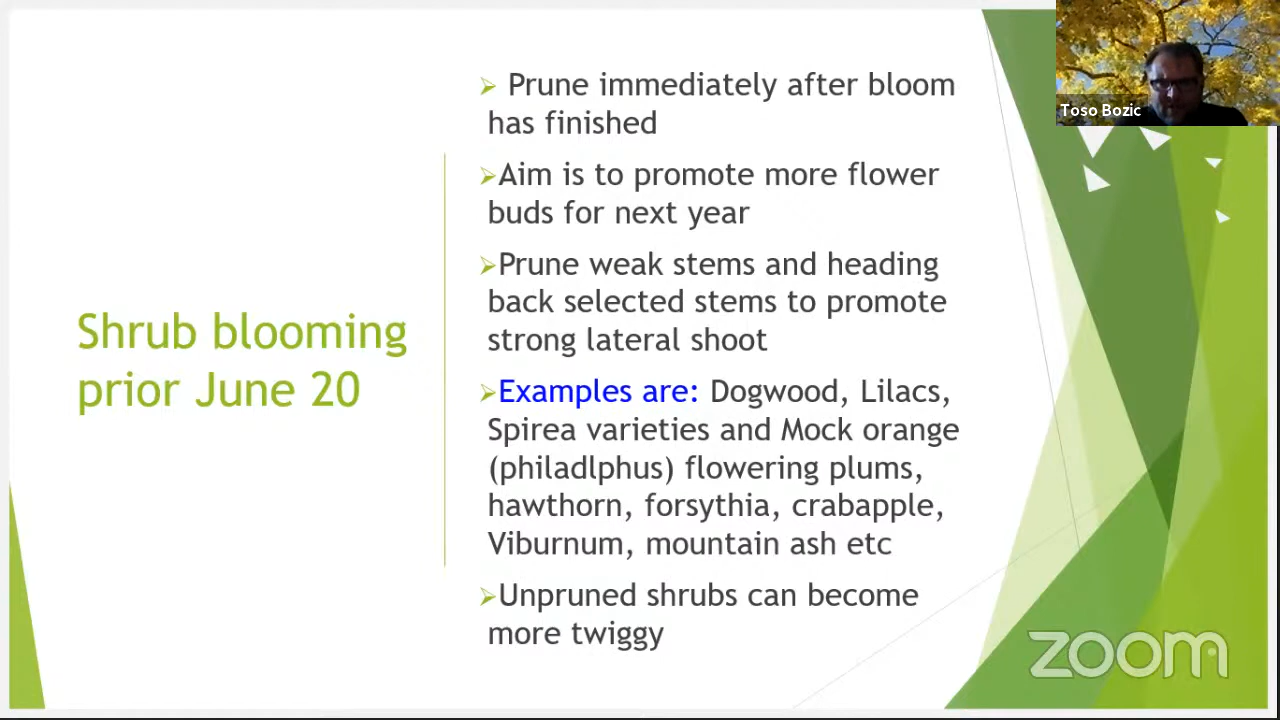 Shrub blooming
prior June 20
Prune immediately after bloom
has finished
Aim is to promote more flower
buds for next year
Prune weak stems and heading
back selected stems to promote
strong lateral shoot
Examples are: Dogwood, Lilacs,
Spirea varieties and Mock orange
(philadlphus) flowering plums,
hawthorn, forsythia, crabapple,
Viburnum, mountain ash etc
Unpruned shrubs can become
more twiggy
Toso Bozic
zoom